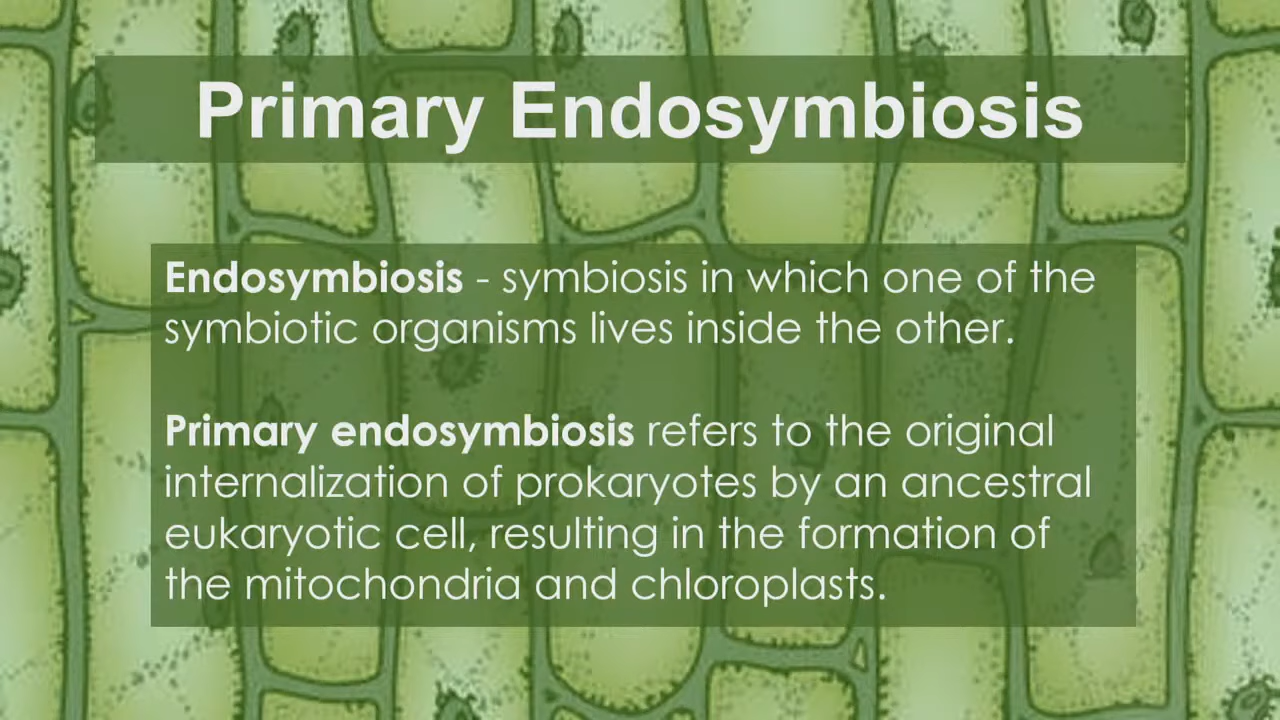 Primary Endosymbiosis
Endosymbiosis - symbiosis in which one of the
symbiotic organisms lives inside the other.
Primary endosymbiosis refers to the original
internalization of prokaryotes by an ancestral
eukaryotic cell, resulting in the formation of
the mitochondria and chloroplasts.